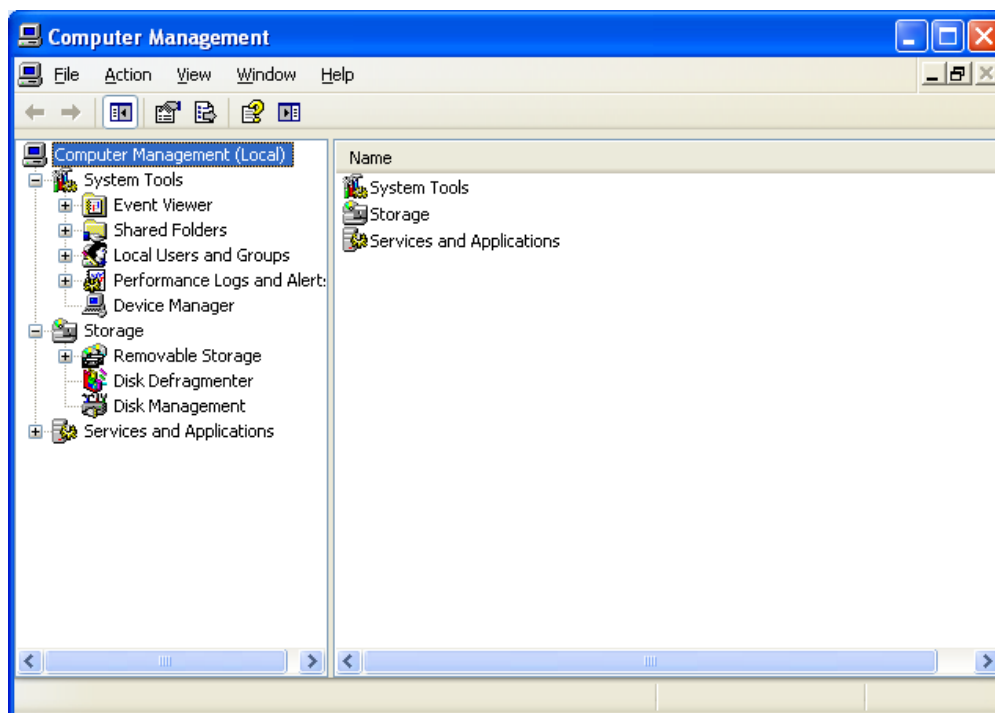 Computer Management
File Action View Window Help
Computer Management (Local)
System Tools
Event Viewer
Shared Folders
Local Users and Groups
Performance Logs and Alert
Device Manager
Storage
Removable Storage
Disk Defragmenter
Disk Management
Services and Applications
Name
System Tools
Storage
Services and Applications